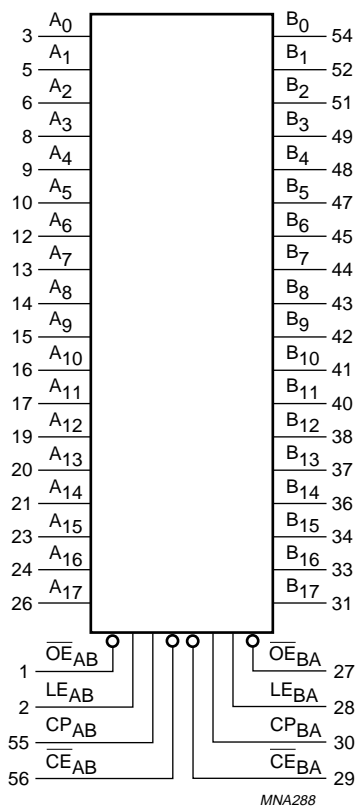 3 A0 B0 54
5 A1 B1 52
6 A2 B2 51
8 A3 B3 49
9 A4 B4 48
10 A5 B5 47
12 A6 B6 45
13 A7 B7 44
14 A8 B8 43
15 A9 B9 42
16 A10 B10 41
17 A11 B11 40
19 A12 B12 38
20 A13 B13 37
21 A14 B14 36
23 A15 B15 34
24 A16 B16 33
26 A17 B17 31
1 O̅E̅AB O̅E̅BA 27
2 LEAB LEBA 28
55 CPAB CPBA 30
56 C̅E̅AB C̅E̅BA 29
MNA288